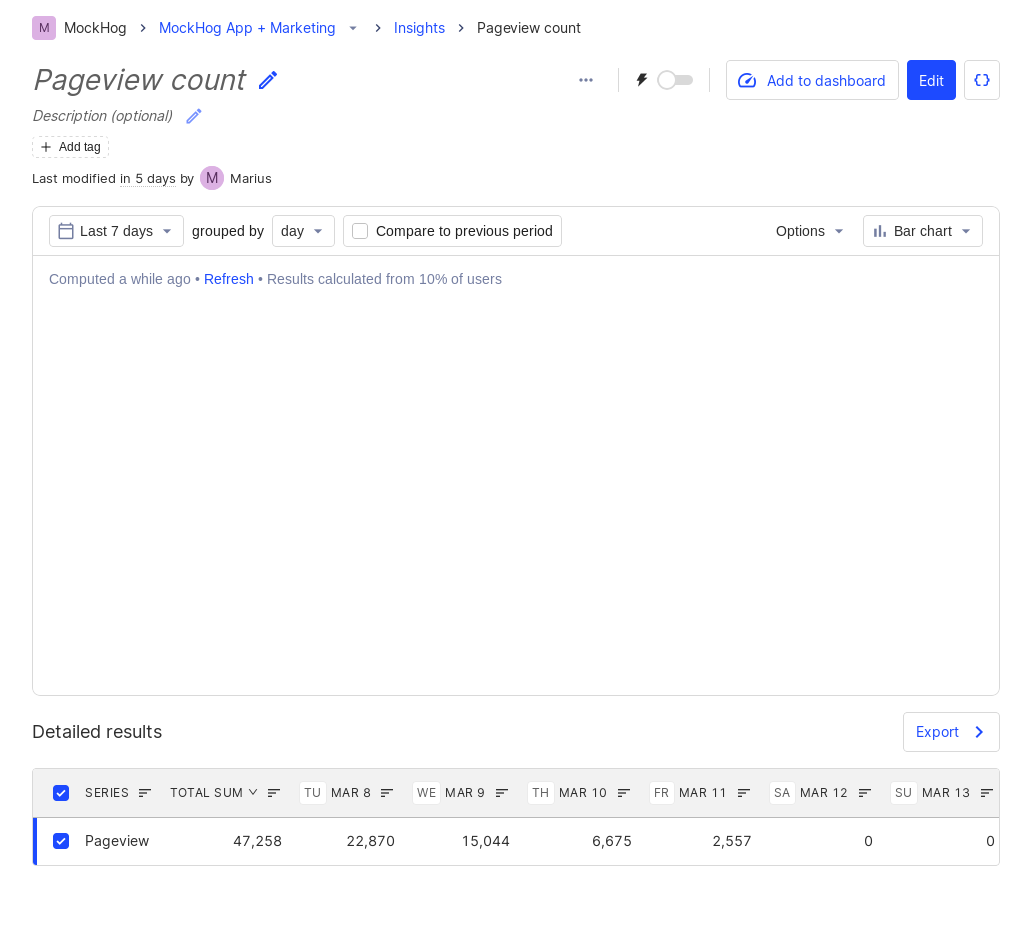 M MockHog MockHog App + Marketing Insights Pageview count
Pageview count
Add to dashboard Edit
Description (optional)
Add tag
Last modified in 5 days by M Marius
Last 7 days grouped by day Compare to previous period Options Bar chart
Computed a while ago • Refresh • Results calculated from 10% of users
Detailed results Export
SERIES TOTAL SUM TU MAR 8 WE MAR 9 TH MAR 10 FR MAR 11 SA MAR 12 SU MAR 13
Pageview 47,258 22,870 15,044 6,675 2,557 0 0